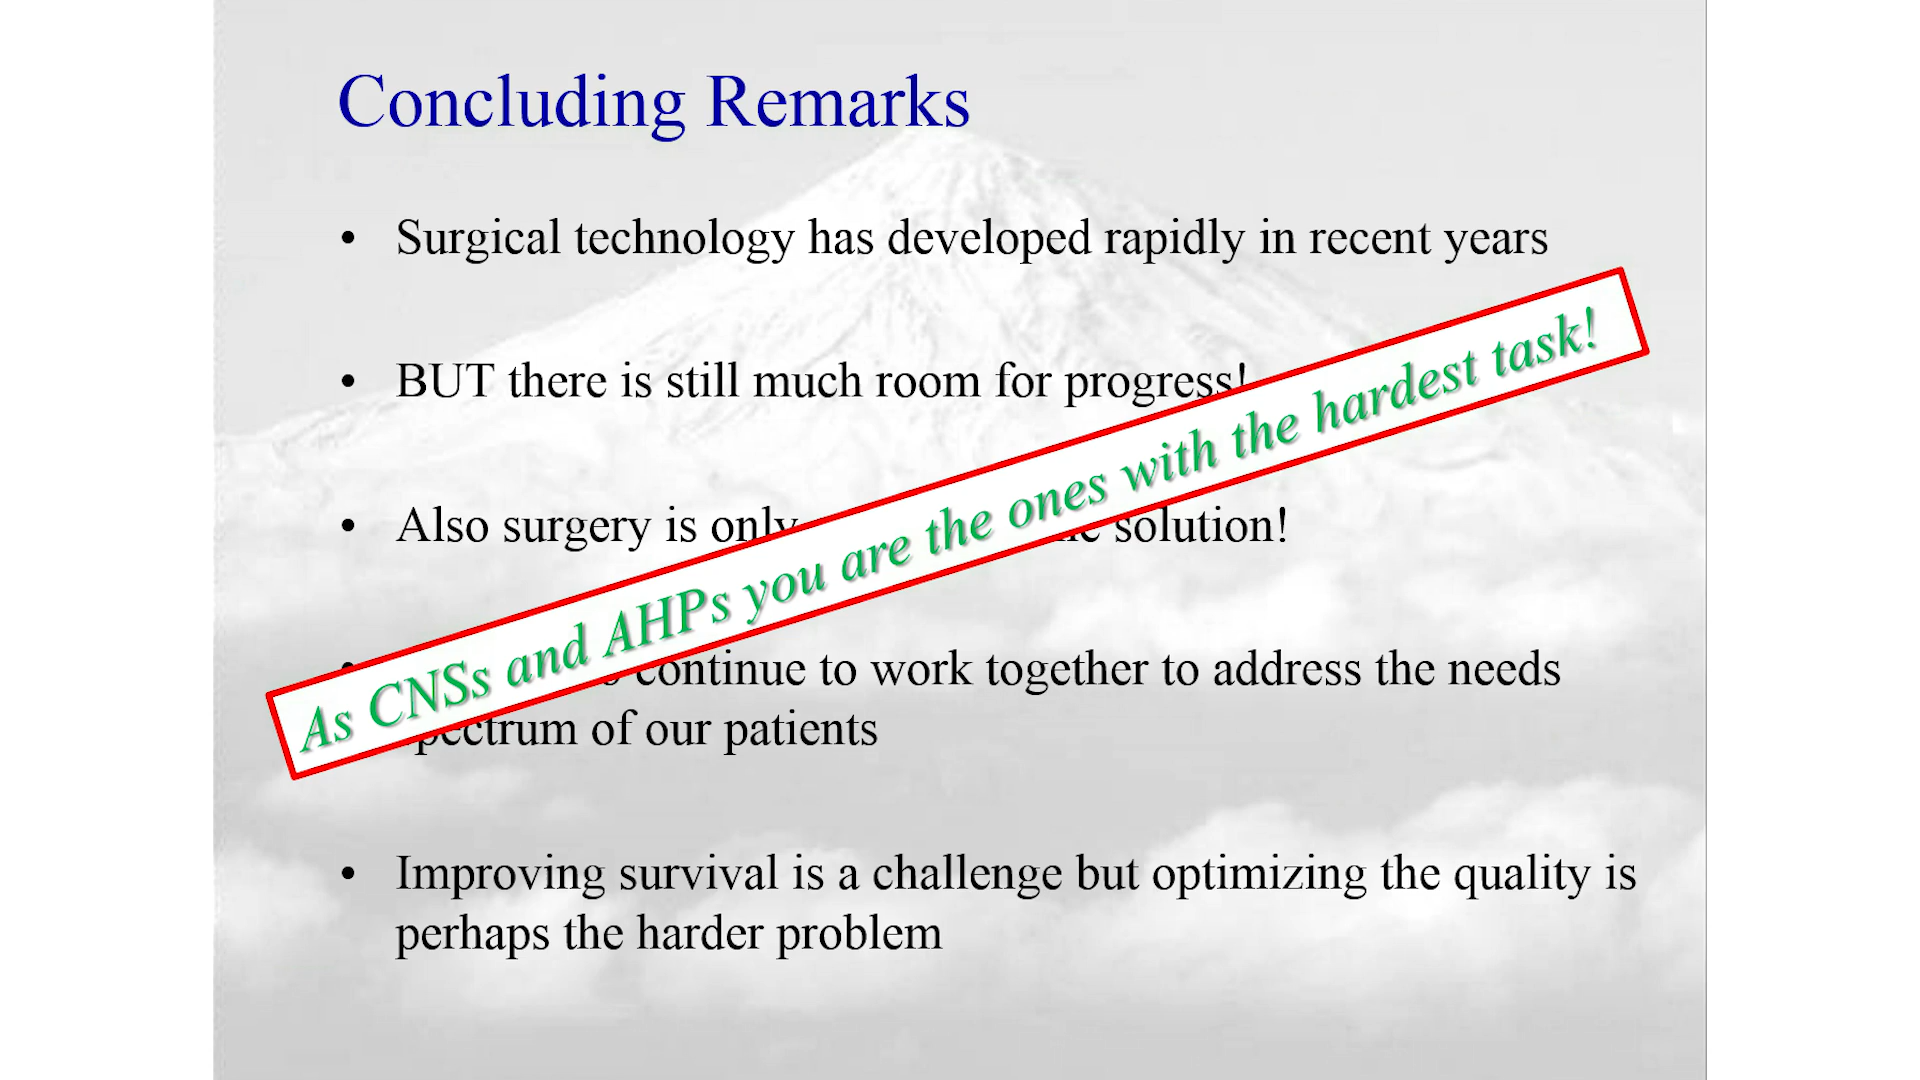 Concluding Remarks
• Surgical technology has developed rapidly in recent years
• BUT there is still much room for progress!
• Also surgery is only solution!
• continue to work together to address the needs
spectrum of our patients
• Improving survival is a challenge but optimizing the quality is
perhaps the harder problem
As CNSs and AHPs you are the ones with the hardest task!